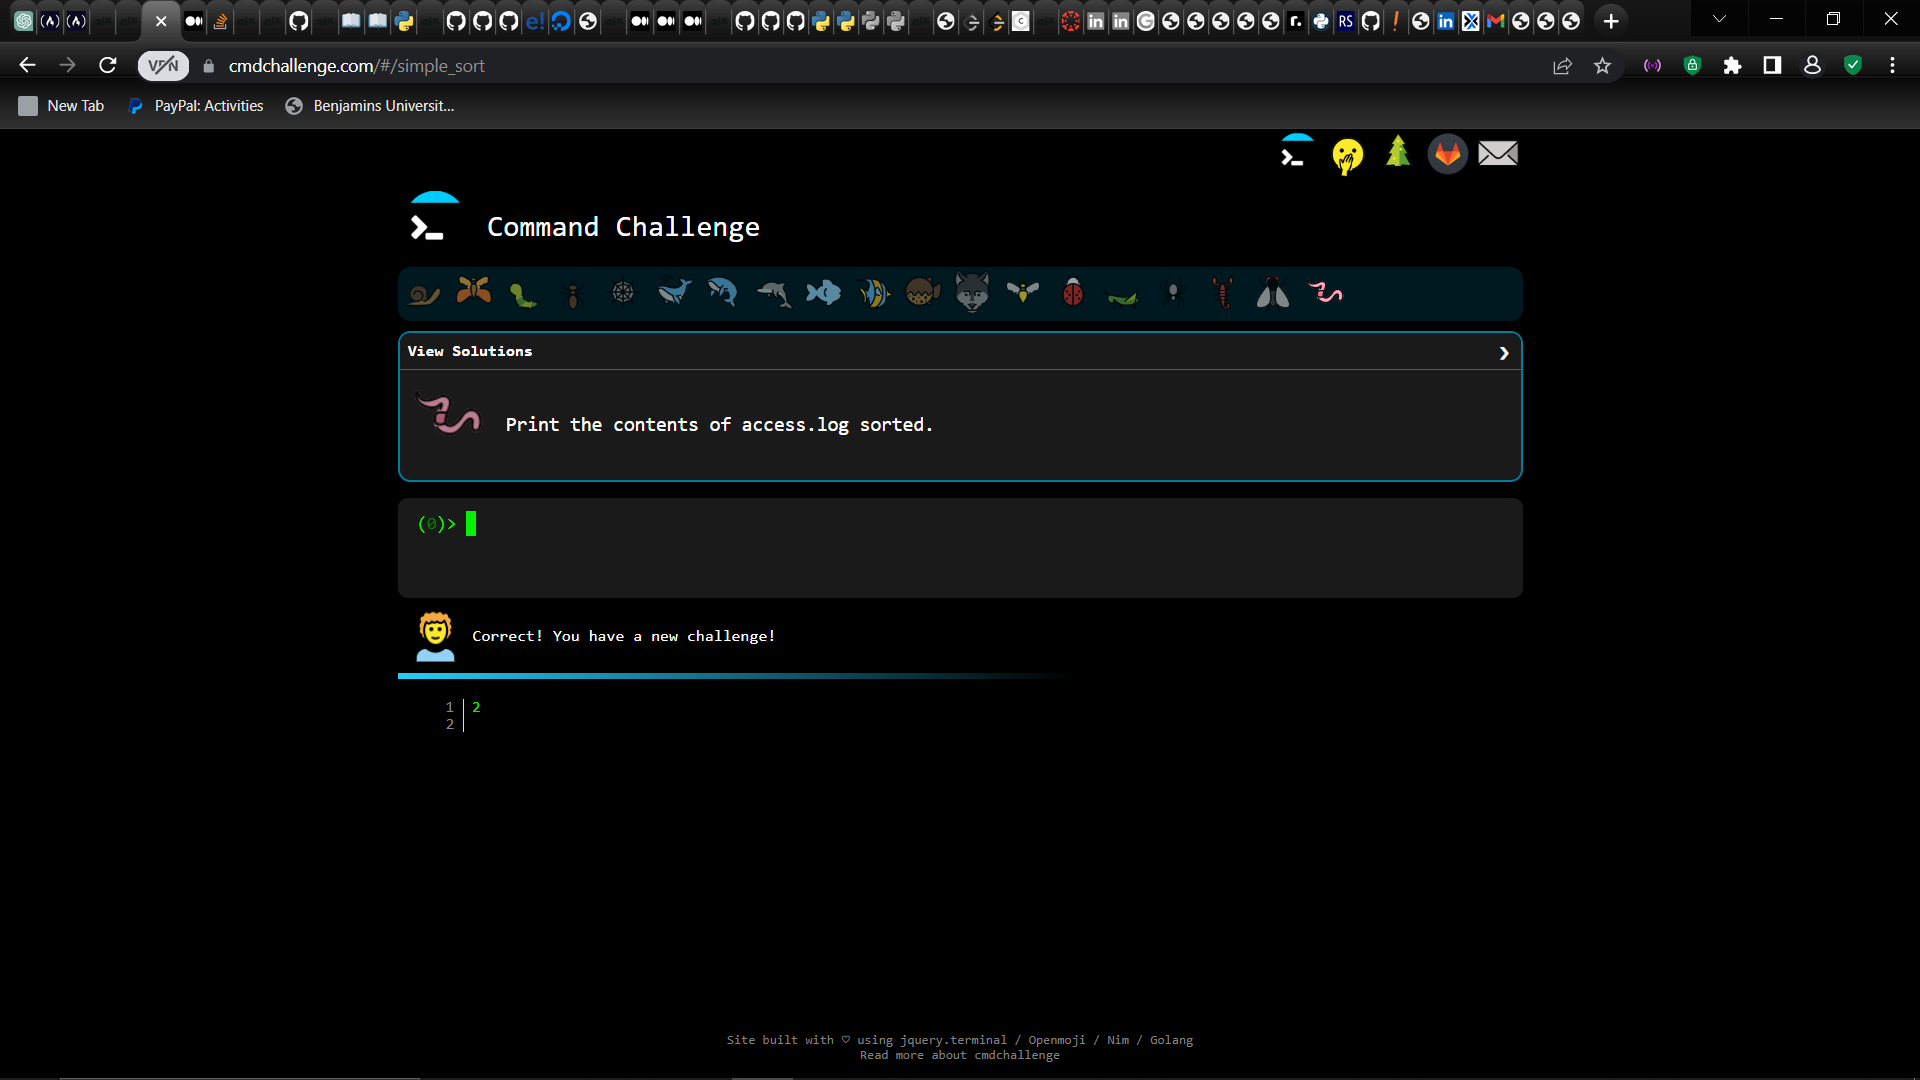 VPN
cmdchallenge.com/#/simple_sort
New Tab
PayPal: Activities
Benjamins Universit...
Command Challenge
View Solutions
Print the contents of access.log sorted.
(0)>
Correct! You have a new challenge!
1 2
2
Site built with ♡ using jquery.terminal / Openmoji / Nim / Golang
Read more about cmdchallenge